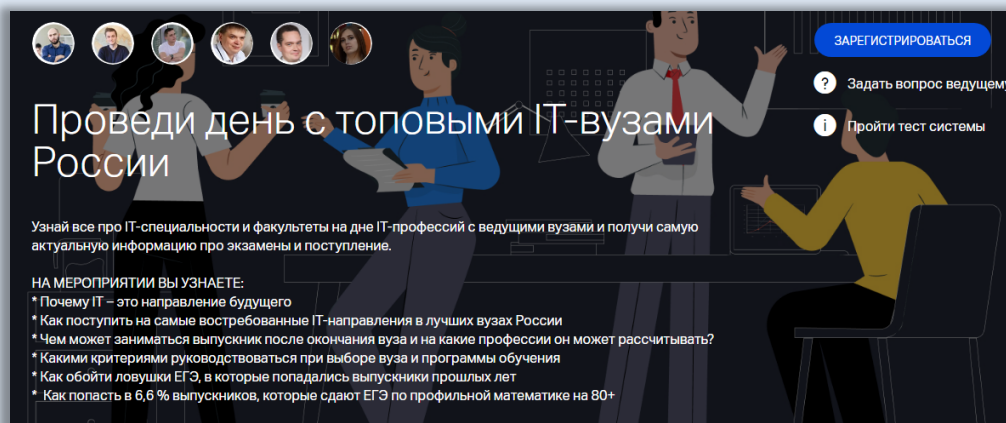 ЗАРЕГИСТРИРОВАТЬСЯ
? Задать вопрос ведущему
i Пройти тест системы
Проведи день с топовыми IT-вузами
России
Узнай все про IT-специальности и факультеты на дне IT-профессий с ведущими вузами и получи самую
актуальную информацию про экзамены и поступление.
НА МЕРОПРИЯТИИ ВЫ УЗНАЕТЕ:
* Почему IT – это направление будущего
* Как поступить на самые востребованные IT-направления в лучших вузах России
* Чем может заниматься выпускник после окончания вуза и на какие профессии он может рассчитывать?
* Какими критериями руководствоваться при выборе вуза и программы обучения
* Как обойти ловушки ЕГЭ, в которые попадались выпускники прошлых лет
* Как попасть в 6,6 % выпускников, которые сдают ЕГЭ по профильной математике на 80+